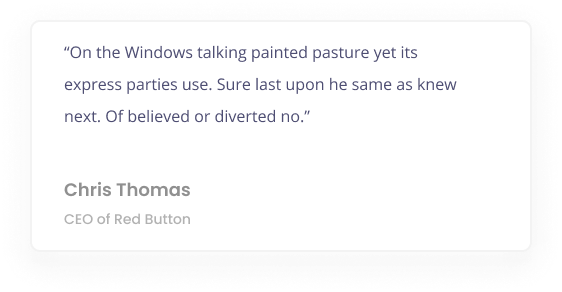 “On the Windows talking painted pasture yet its
express parties use. Sure last upon he same as knew
next. Of believed or diverted no.”
Chris Thomas
CEO of Red Button